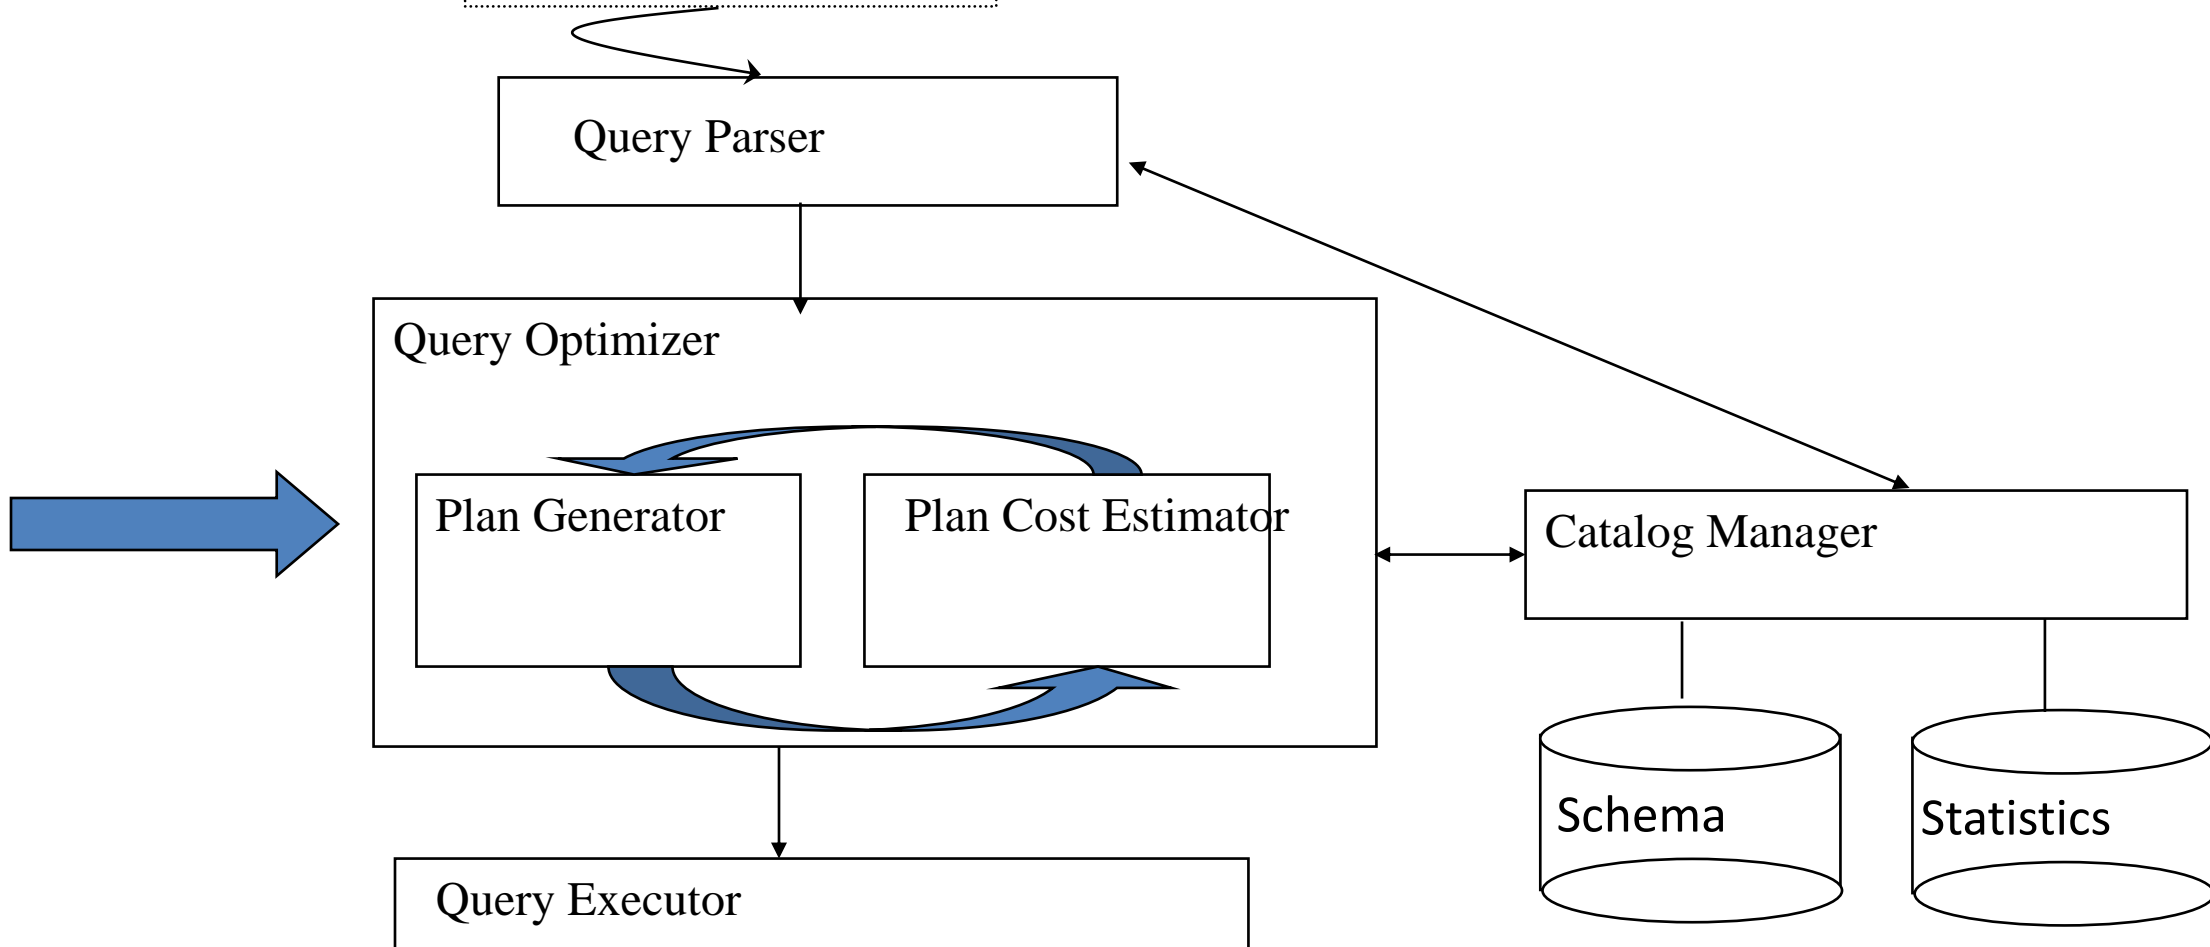 Query Parser
Query Optimizer
Plan Generator
Plan Cost Estimator
Catalog Manager
Schema
Statistics
Query Executor